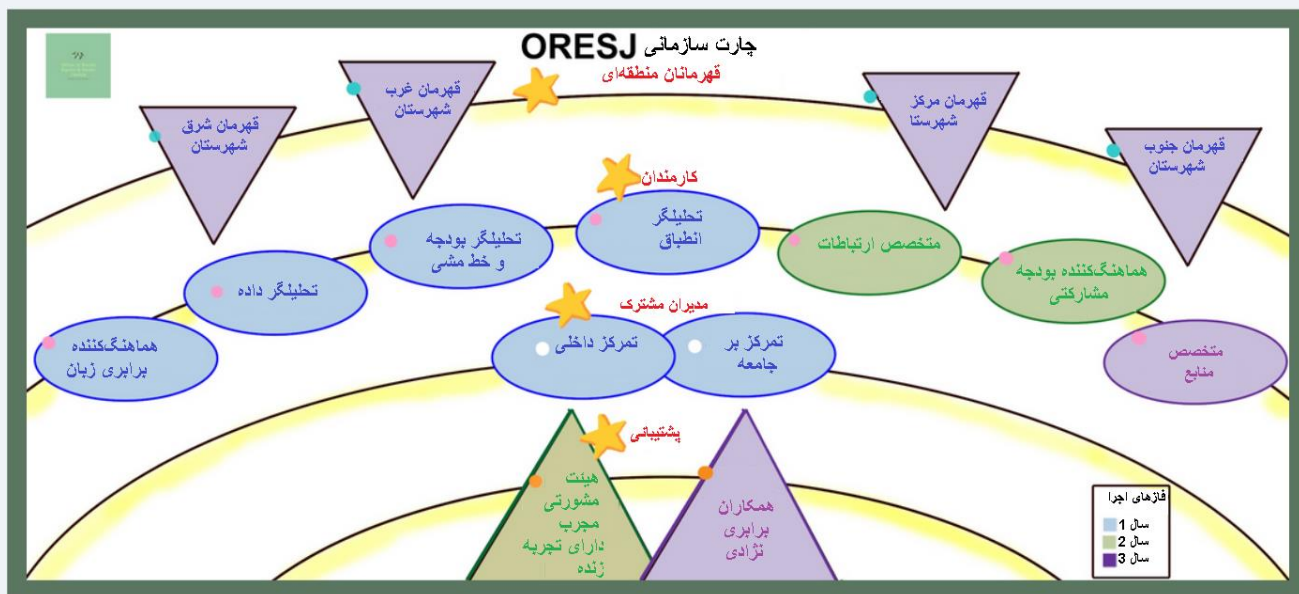 چارت سازمانی ORESJ
قهرمانان منطقه‌ای
قهرمان شرق
شهرستان
قهرمان غرب
شهرستان
قهرمان مرکز
شهرستا
قهرمان جنوب
شهرستان
کارمندان
هماهنگ‌کننده
برابری زبان
تحلیلگر داده
تحلیلگر بودجه
و خط مشی
تحلیلگر
انطباق
متخصص ارتباطات
هماهنگ‌کننده بودجه
مشارکتی
متخصص
منابع
مدیران مشترک
تمرکز داخلی
تمرکز بر
جامعه
پشتیبانی
هیئت
مشورتی
مجرب
دارای تجربه
زنده
همکاران
برابری
نژادی
فازهای اجرا
سال 1
سال 2
سال 3